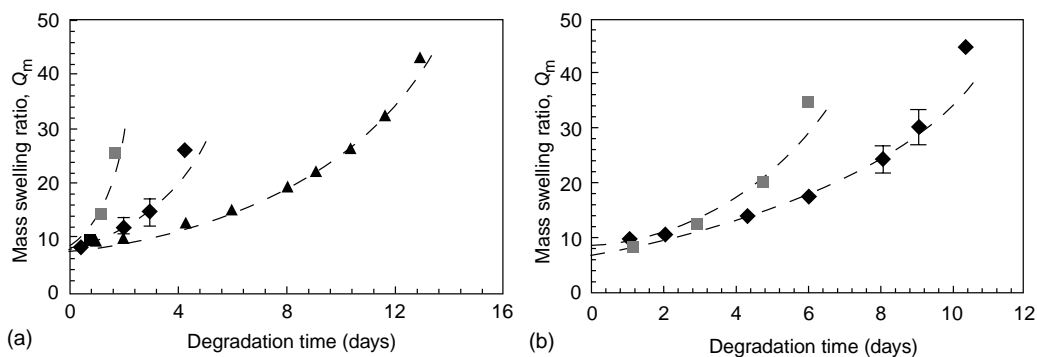 50
40
30
20
10
0
Mass swelling ratio, Qm
0 4 8 12 16
Degradation time (days)
(a)
50
40
30
20
10
0
Mass swelling ratio, Qm
0 2 4 6 8 10 12
Degradation time (days)
(b)